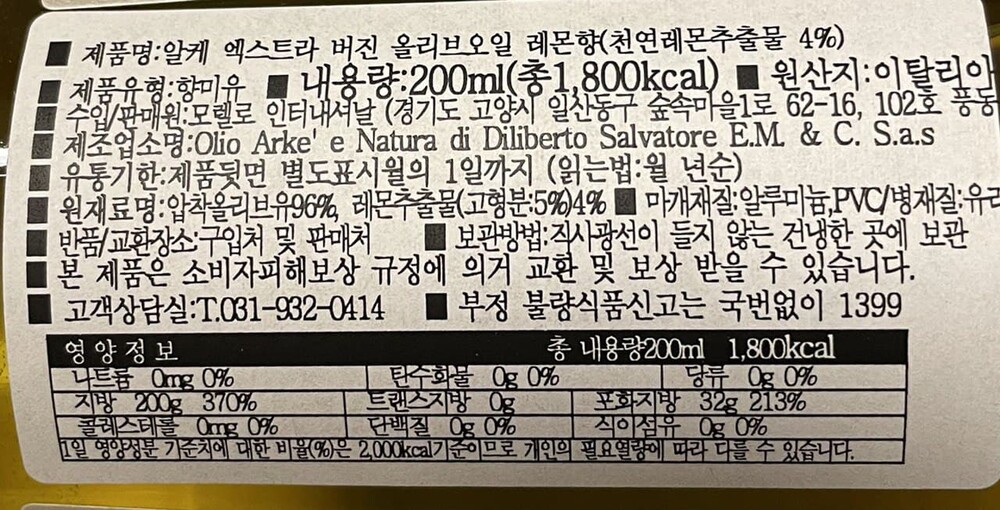 ■ 제품명:알케 엑스트라 버진 올리브오일 레몬향(천연레몬추출물 4%)
■ 제품유형:향미유 ■ 내용량:200ml(총1,800kcal) ■ 원산지:이탈리아
■ 수입/판매원:모렐로 인터내셔날 (경기도 고양시 일산동구 숲속마을1로 62-16, 102호 풍동
■ 제조업소명:Olio Arke' e Natura di Diliberto Salvatore E.M. & C. S.a.s
■ 유통기한:제품뒷면 별도표시월의 1일까지 (읽는법:월 년순)
■ 원재료명:압착올리브유96%, 레몬추출물(고형분:5%)4% ■ 마개재질:알루미늄,PVC/병재질:유리
■ 반품/교환장소:구입처 및 판매처 ■ 보관방법:직사광선이 들지 않는 건냉한 곳에 보관
■ 본 제품은 소비자피해보상 규정에 의거 교환 및 보상 받을 수 있습니다.
■ 고객상담실:T.031-932-0414 ■ 부정 불량식품신고는 국번없이 1399
영양정보 총 내용량200ml 1,800kcal
나트륨 0mg 0% 탄수화물 0g 0% 당류 0g 0%
지방 200g 370% 트랜스지방 0g 포화지방 32g 213%
콜레스테롤 0mg 0% 단백질 0g 0% 식이섬유 0g 0%
1일 영양성분 기준치에 대한 비율(%)은 2,000kcal기준이므로 개인의 필요열량에 따라 다를 수 있습니다.